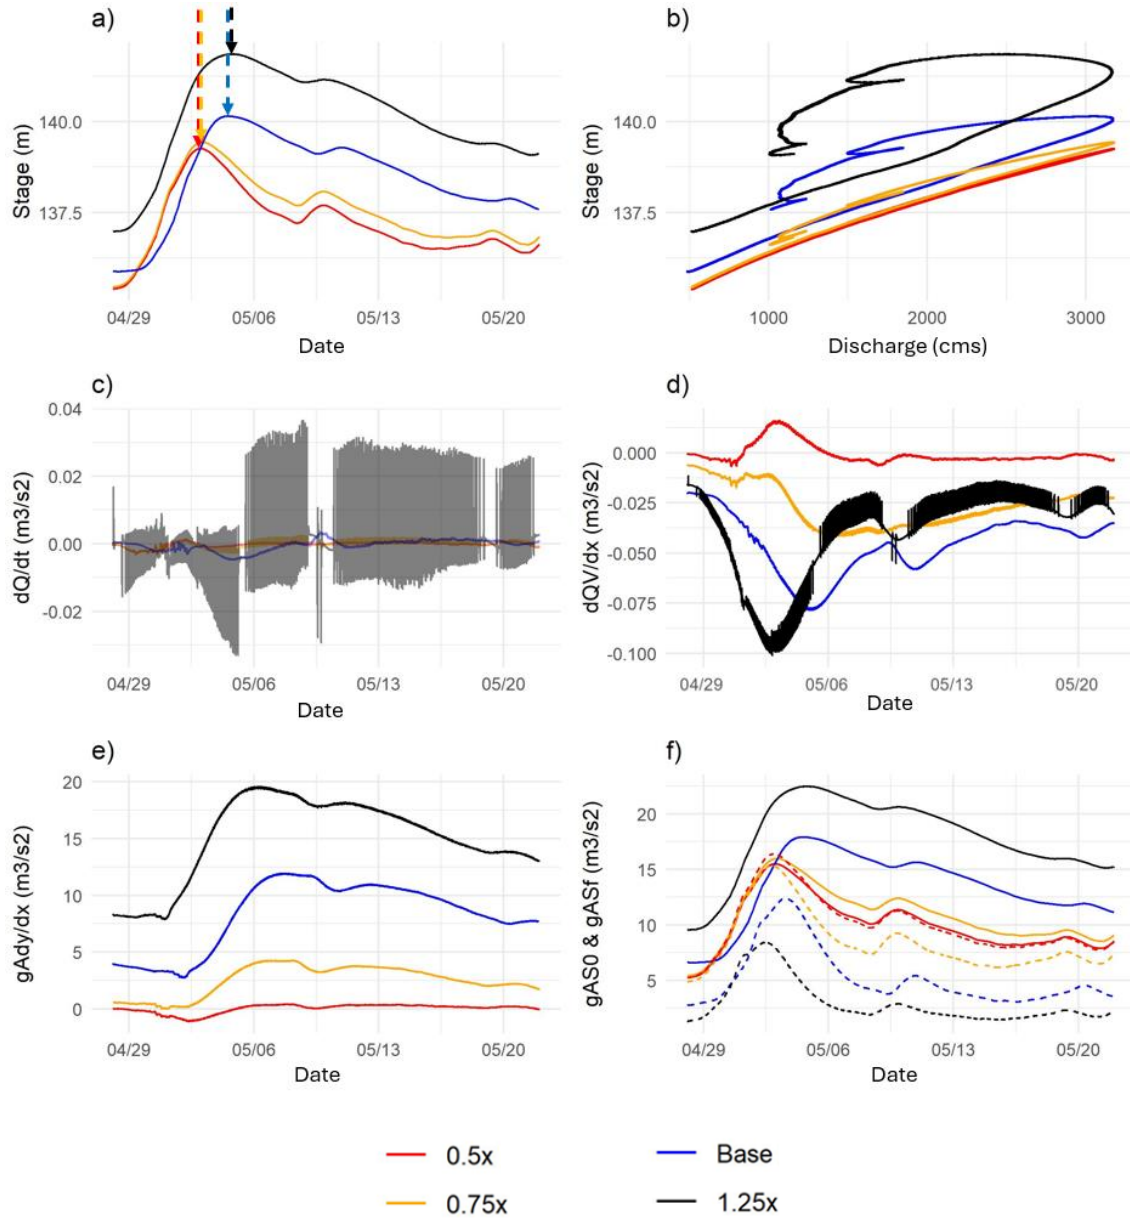 a)
b)
Stage (m)
140.0
137.5
04/29
05/06
05/13
05/20
Date
Stage (m)
140.0
137.5
1000
2000
3000
Discharge (cms)
c)
d)
dQ/dt (m3/s2)
0.04
0.02
0.00
-0.02
04/29
05/06
05/13
05/20
Date
dQV/dx (m3/s2)
0.000
-0.025
-0.050
-0.075
-0.100
04/29
05/06
05/13
05/20
Date
e)
f)
gAdy/dx (m3/s2)
20
15
10
5
0
04/29
05/06
05/13
05/20
Date
gAS0 & gASf (m3/s2)
20
15
10
5
04/29
05/06
05/13
05/20
Date
0.5x
Base
0.75x
1.25x